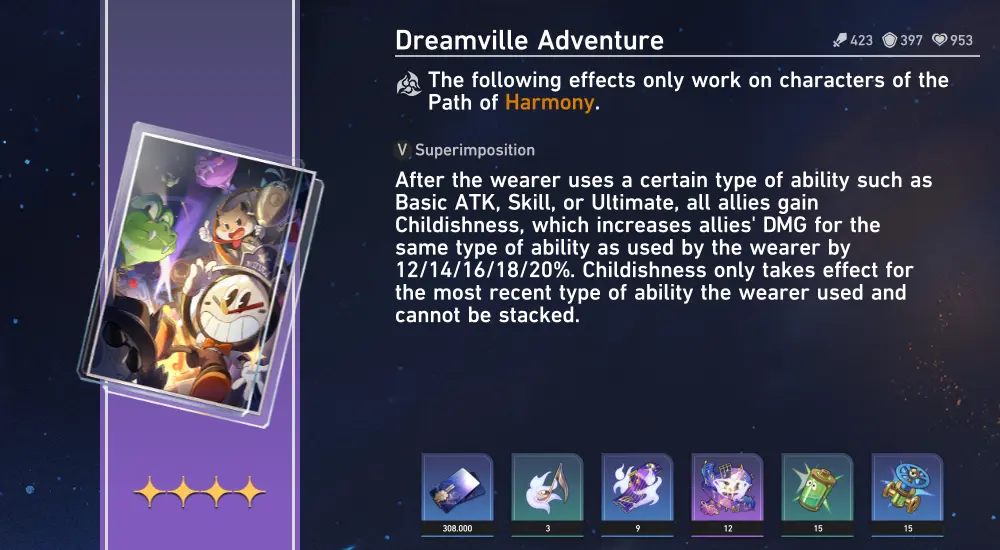 Dreamville Adventure
423 397 953
The following effects only work on characters of the
Path of Harmony.
V Superimposition
After the wearer uses a certain type of ability such as
Basic ATK, Skill, or Ultimate, all allies gain
Childishness, which increases allies' DMG for the
same type of ability as used by the wearer by
12/14/16/18/20%. Childishness only takes effect for
the most recent type of ability the wearer used and
cannot be stacked.
308.000 3 9 12 15 15